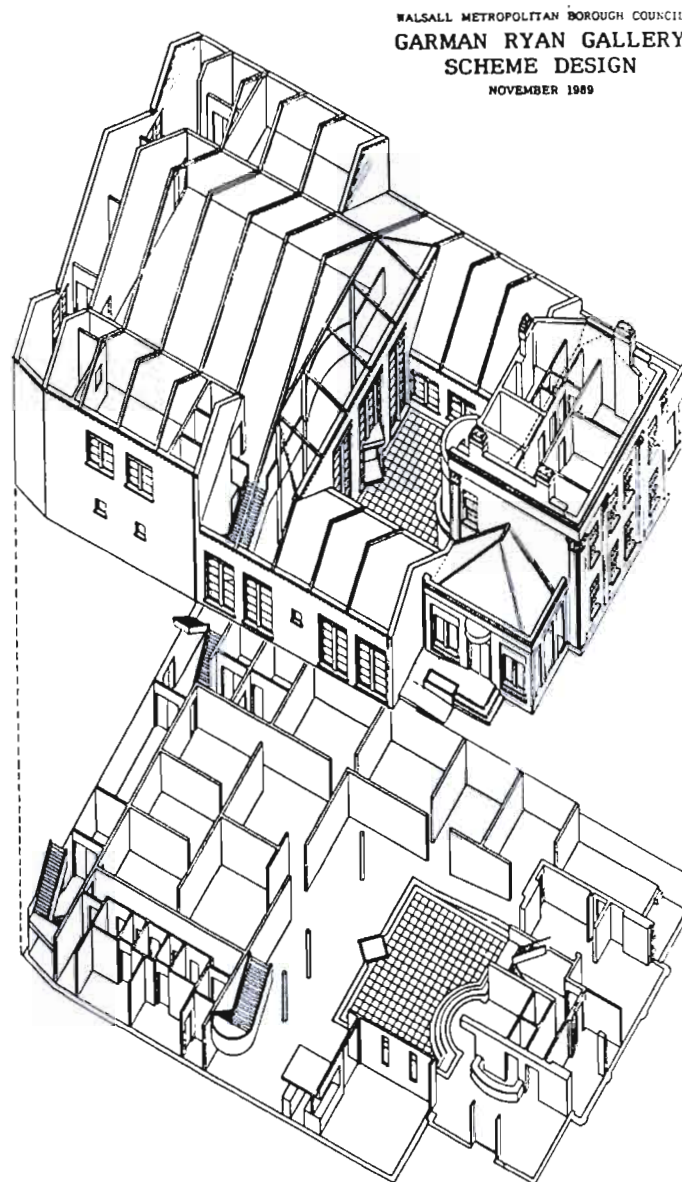 WALSALL METROPOLITAN BOROUGH COUNCIL
GARMAN RYAN GALLERY
SCHEME DESIGN
NOVEMBER 1989